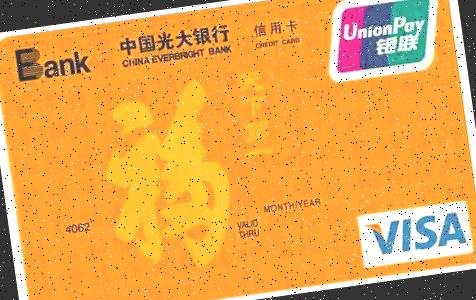 Bank
中国光大银行
CHINA EVERBRIGHT BANK
信用卡
CREDIT CARD
UnionPay
银联
福
MONTH/YEAR
VALID
THRU
4062
VISA